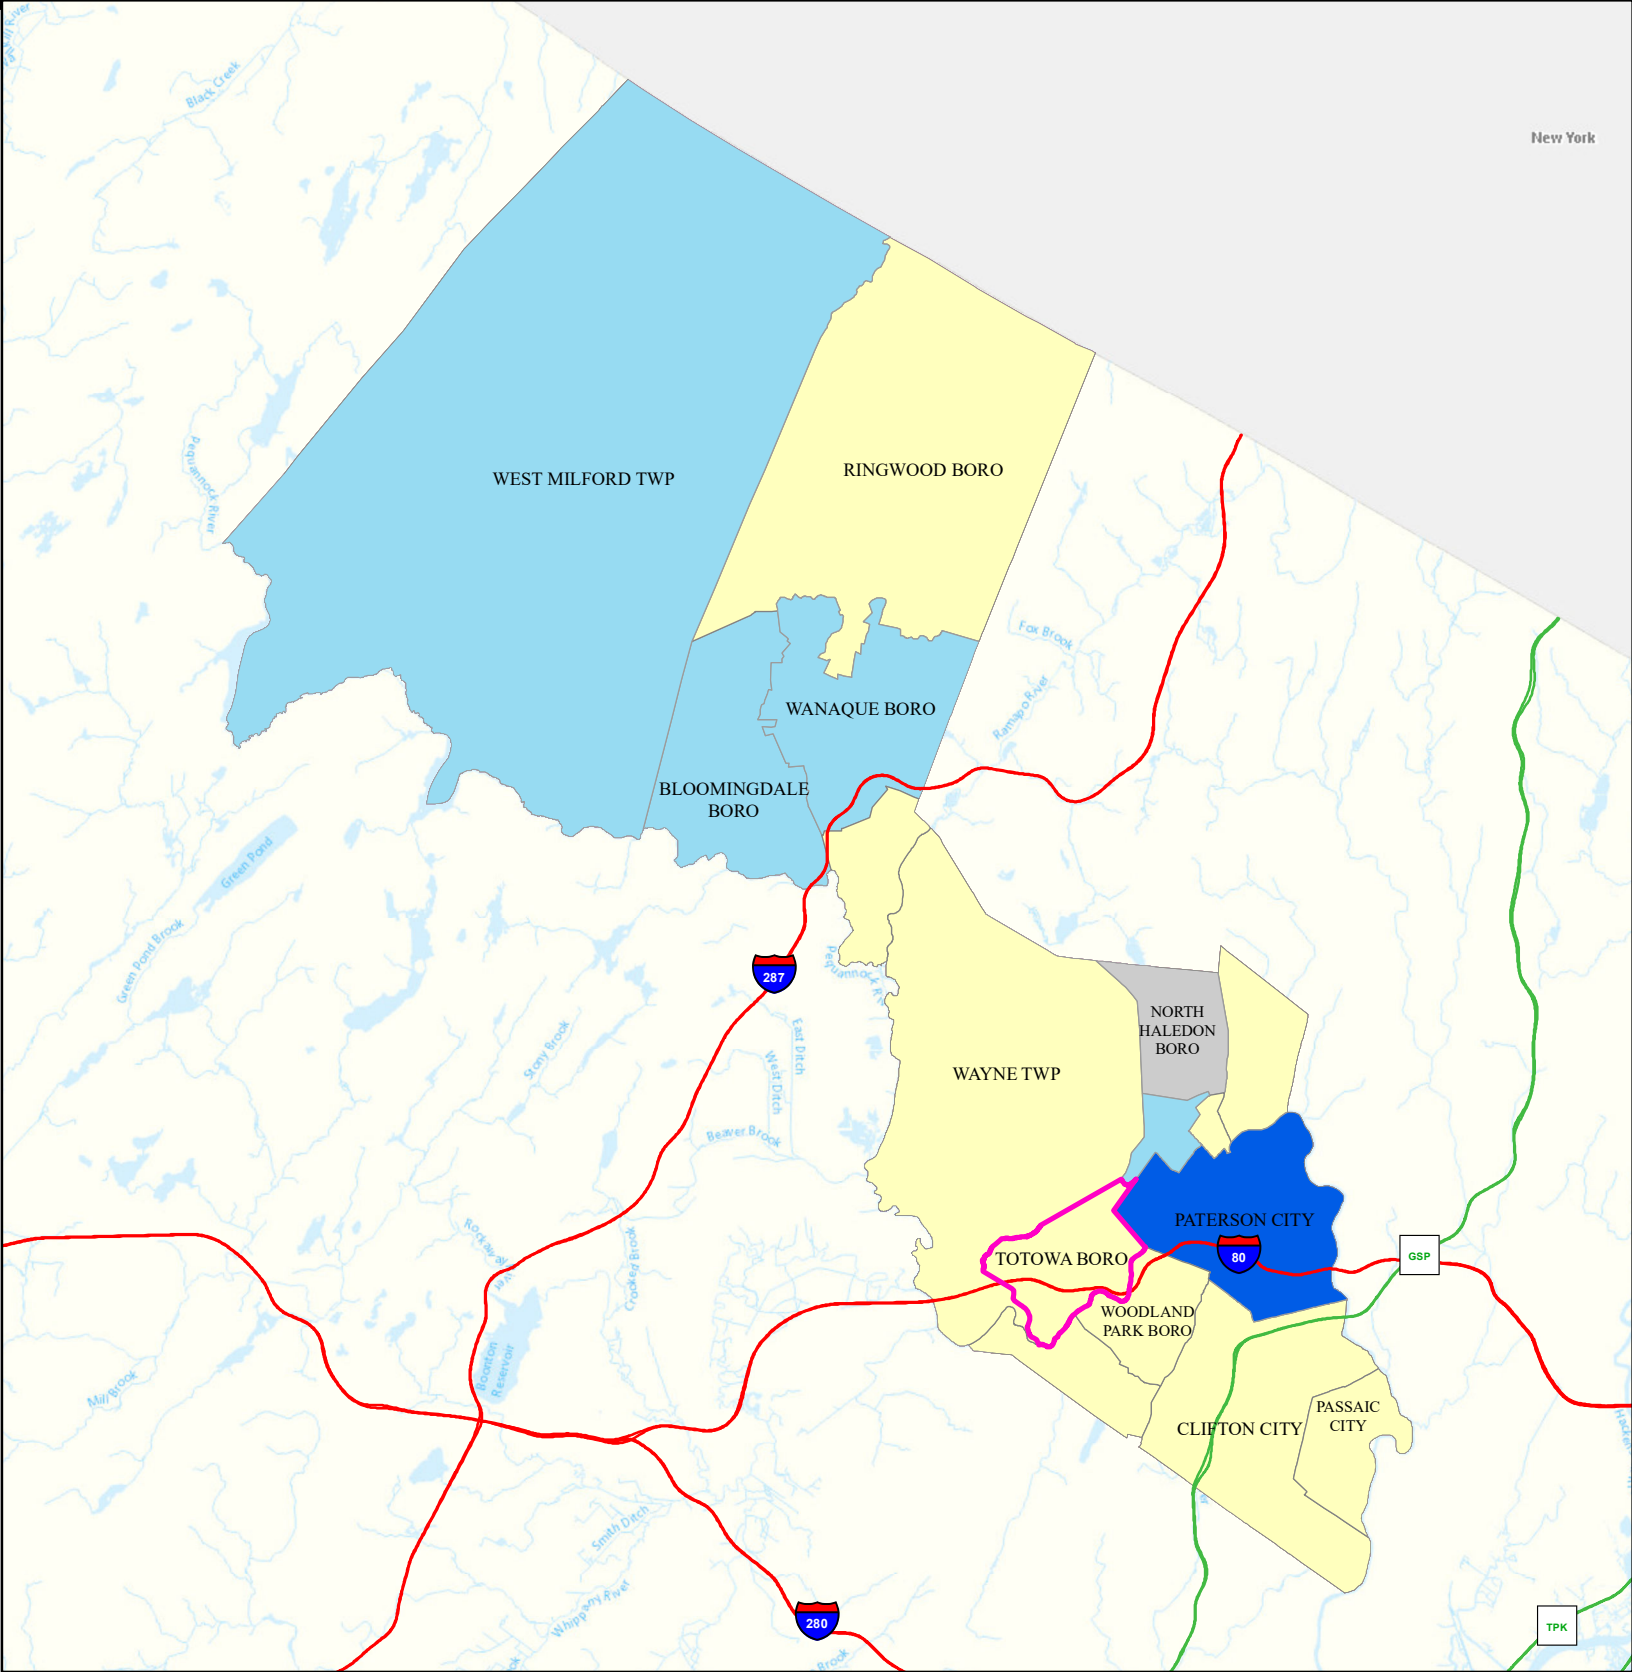 New York
Black Creek
Pequannock River
WEST MILFORD TWP
RINGWOOD BORO
Fox Brook
Ramapo River
WANAQUE BORO
BLOOMINGDALE
BORO
Green Pond
Green Pond Brook
287
East Ditch
West Ditch
Stony Brook
Beaver Brook
NORTH
HALEDON
BORO
WAYNE TWP
PATERSON CITY
80
GSP
TOTOWA BORO
WOODLAND
PARK BORO
Crooked Brook
Boonton
Reservoir
Mill Brook
PASSAIC
CITY
CLIFTON CITY
Smith Ditch
Whippany River
280
Brook
TPK